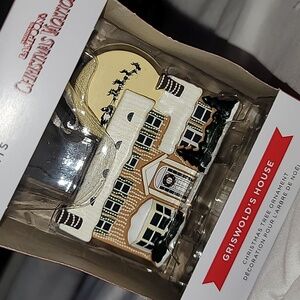 CHRISTMAS VACATION
GRISWOLD'S HOUSE
CHRISTMAS TREE ORNAMENT
DÉCORATION POUR L'ARBRE DE NOËL